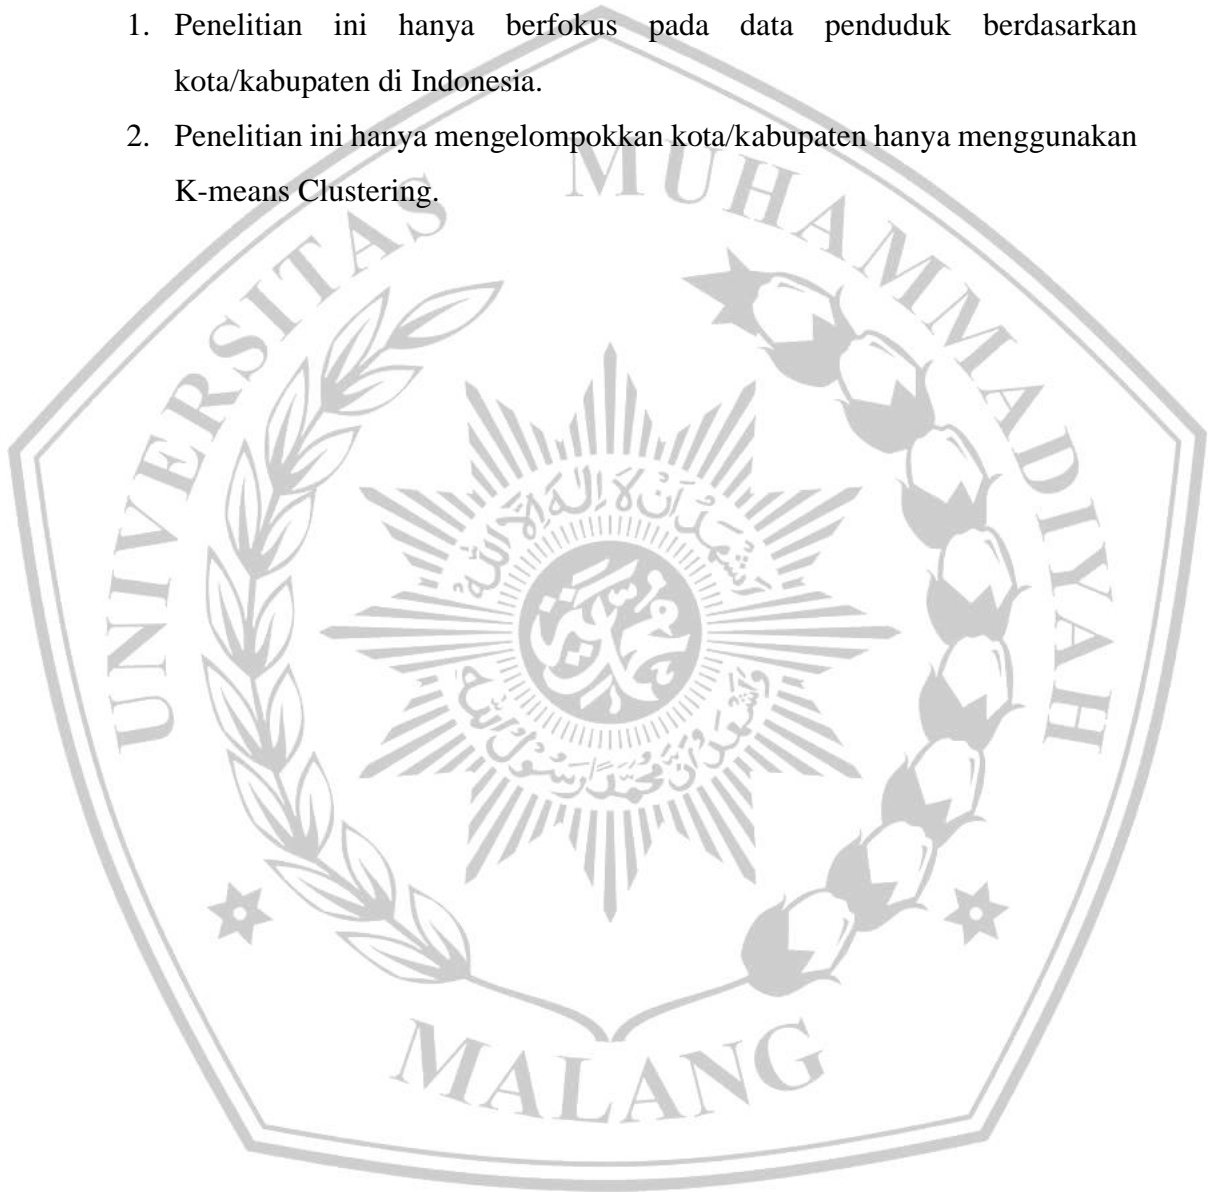 1. Penelitian ini hanya berfokus pada data penduduk berdasarkan
kota/kabupaten di Indonesia.
2. Penelitian ini hanya mengelompokkan kota/kabupaten hanya menggunakan
K-means Clustering.
UNIVERSITAS MUHAMMADIYAH
MALANG